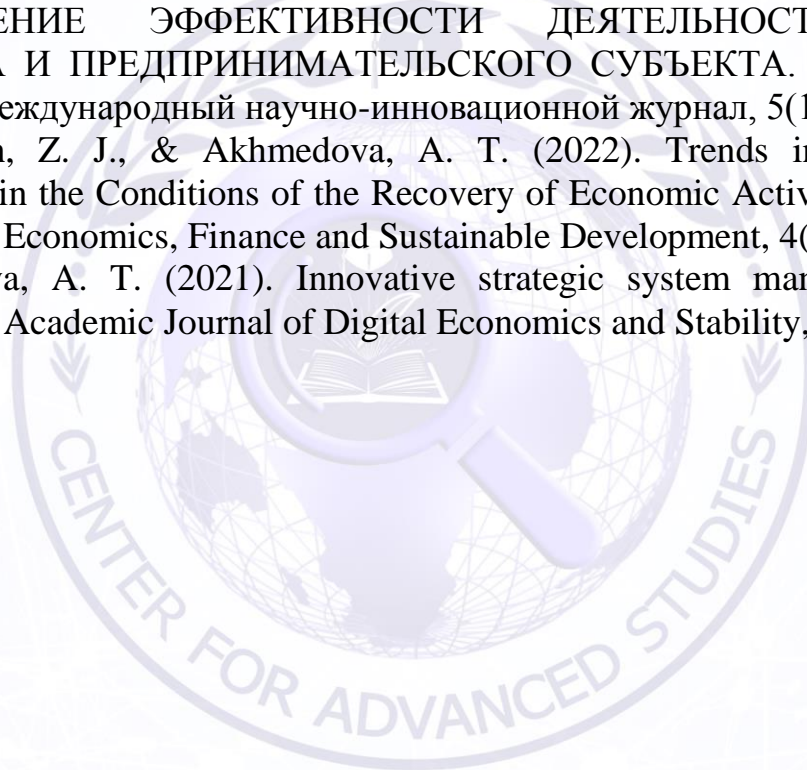 ЕНИЕ ЭФФЕКТИВНОСТИ ДЕЯТЕЛЬНОСТ
А И ПРЕДПРИНИМАТЕЛЬСКОГО СУБЪЕКТА.
еждународный научно-инновационной журнал, 5(1
n, Z. J., & Akhmedova, A. T. (2022). Trends i
in the Conditions of the Recovery of Economic Activ
Economics, Finance and Sustainable Development, 4(
va, A. T. (2021). Innovative strategic system mar
Academic Journal of Digital Economics and Stability,
CENTER FOR ADVANCED STUDIES